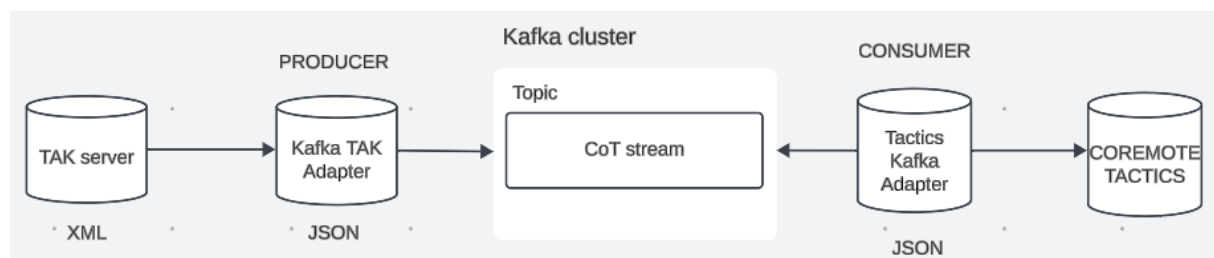 Kafka cluster
PRODUCER
CONSUMER
Topic
TAK server
Kafka TAK
Adapter
CoT stream
Tactics
Kafka
Adapter
COREMOTE
TACTICS
XML
JSON
JSON